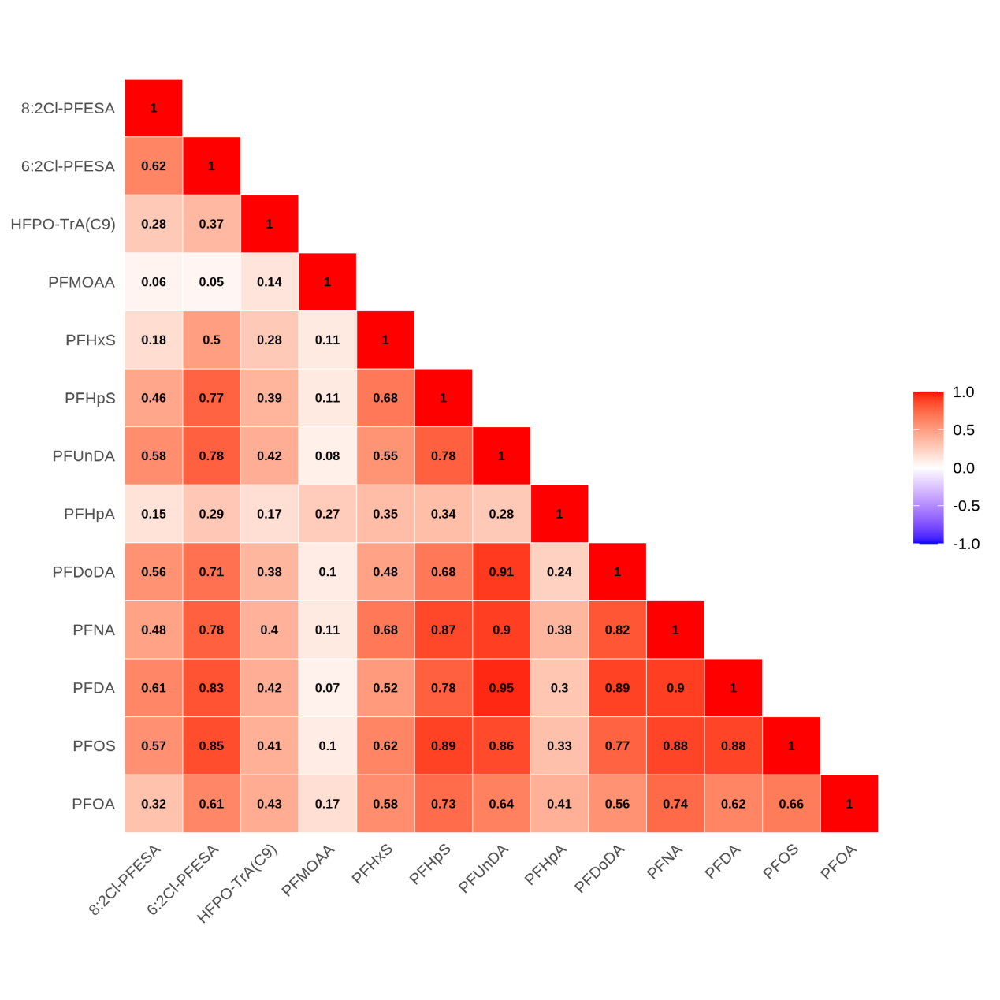 8:2Cl-PFESA 1
6:2Cl-PFESA 0.62 1
HFPO-TrA(C9) 0.28 0.37 1
PFMOAA 0.06 0.05 0.14 1
PFHxS 0.18 0.5 0.28 0.11 1
PFHpS 0.46 0.77 0.39 0.11 0.68 1
PFUnDA 0.58 0.78 0.42 0.08 0.55 0.78 1
PFHpA 0.15 0.29 0.17 0.27 0.35 0.34 0.28 1
PFDoDA 0.56 0.71 0.38 0.1 0.48 0.68 0.91 0.24 1
PFNA 0.48 0.78 0.4 0.11 0.68 0.87 0.9 0.38 0.82 1
PFDA 0.61 0.83 0.42 0.07 0.52 0.78 0.95 0.3 0.89 0.9 1
PFOS 0.57 0.85 0.41 0.1 0.62 0.89 0.86 0.33 0.77 0.88 0.88 1
PFOA 0.32 0.61 0.43 0.17 0.58 0.73 0.64 0.41 0.56 0.74 0.62 0.66 1
8:2Cl-PFESA 6:2Cl-PFESA HFPO-TrA(C9) PFMOAA PFHxS PFHpS PFUnDA PFHpA PFDoDA PFNA PFDA PFOS PFOA
1.0
0.5
0.0
-0.5
-1.0